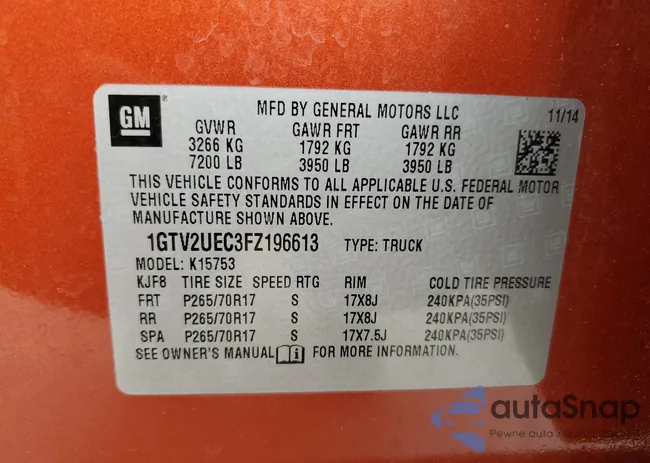 GM
MFD BY GENERAL MOTORS LLC
11/14
GVWR GAWR FRT GAWR RR
3266 KG 1792 KG 1792 KG
7200 LB 3950 LB 3950 LB
THIS VEHICLE CONFORMS TO ALL APPLICABLE U.S. FEDERAL MOTOR
VEHICLE SAFETY STANDARDS IN EFFECT ON THE DATE OF
MANUFACTURE SHOWN ABOVE.
1GTV2UEC3FZ196613 TYPE: TRUCK
MODEL: K15753
KJF8 TIRE SIZE SPEED RTG RIM COLD TIRE PRESSURE
FRT P265/70R17 S 17X8J 240KPA(35PSI)
RR P265/70R17 S 17X8J 240KPA(35PSI)
SPA P265/70R17 S 17X7.5J 240KPA(35PSI)
SEE OWNER'S MANUAL FOR MORE INFORMATION.
autaSnap
Pewne auto z